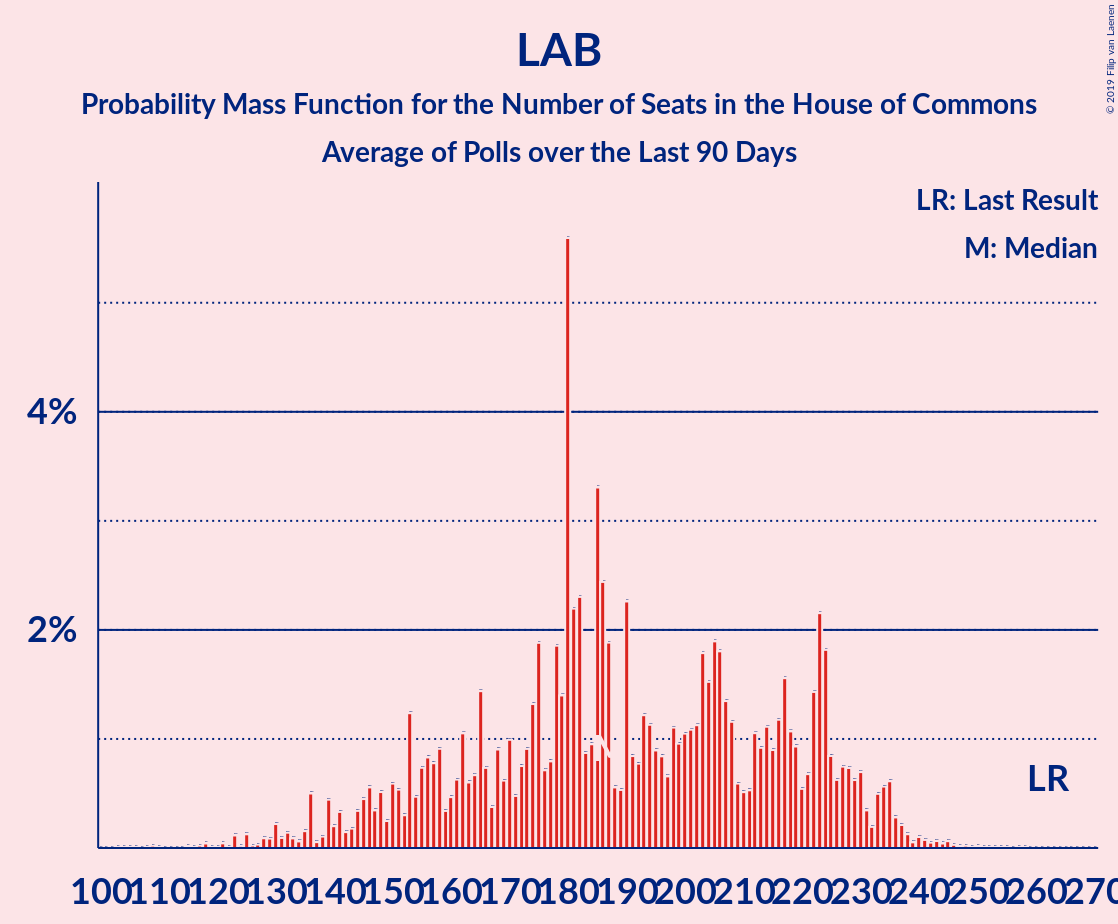 LAB
Probability Mass Function for the Number of Seats in the House of Commons
Average of Polls over the Last 90 Days
© 2019 Filip van Laenen
LR: Last Result
M: Median
4%
2%
M
LR
100 110 120 130 140 150 160 170 180 190 200 210 220 230 240 250 260 270